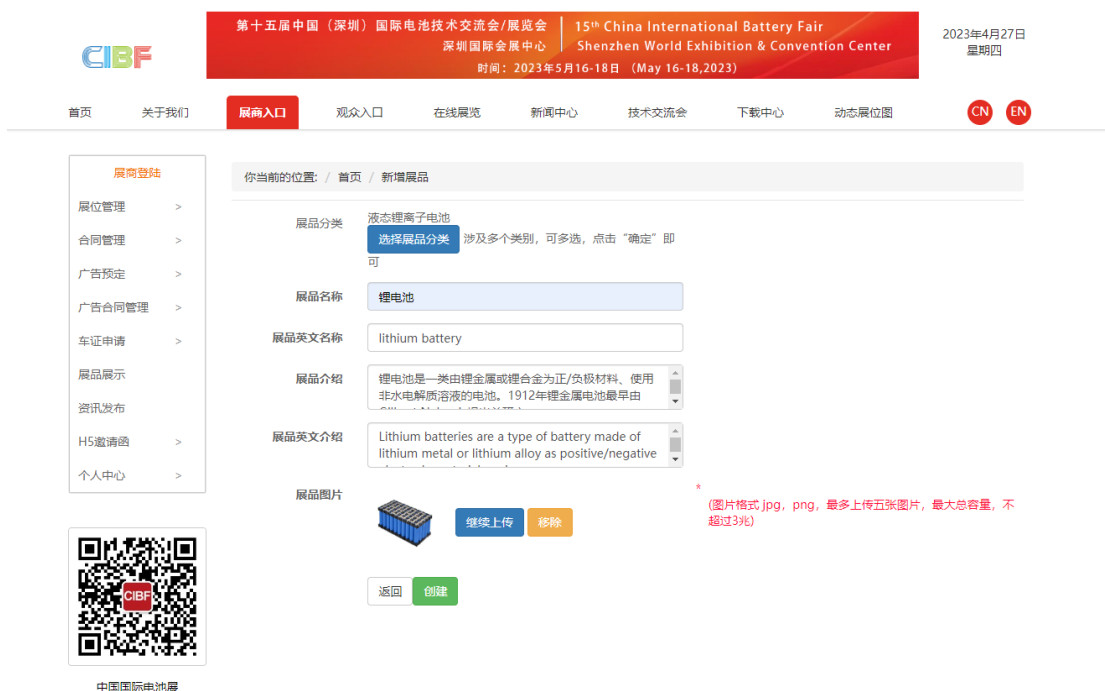 第十五届中国（深圳）国际电池技术交流会/展览会
深圳国际会展中心
15th China International Battery Fair
Shenzhen World Exhibition & Convention Center
时间：2023年5月16-18日 （May 16-18,2023）
CIBF
2023年4月27日
星期四
首页 关于我们 展商入口 观众入口 在线展览 新闻中心 技术交流会 下载中心 动态展位图 CN EN
展商登陆
展位管理 >
合同管理 >
广告预定 >
广告合同管理 >
车证申请 >
展品展示
资讯发布
H5邀请函 >
个人中心 >
CIBF
中国国际电池展
你当前的位置: / 首页 / 新增展品
展品分类 液态锂离子电池
选择展品分类 涉及多个类别，可多选，点击“确定”即
可
展品名称 锂电池
展品英文名称 lithium battery
展品介绍 锂电池是一类由锂金属或锂合金为正/负极材料、使用
非水电解质溶液的电池。1912年锂金属电池最早由
展品英文介绍 Lithium batteries are a type of battery made of
lithium metal or lithium alloy as positive/negative
展品图片 继续上传 移除
*
(图片格式 jpg，png，最多上传五张图片，最大总容量，不
超过3兆)
返回 创建